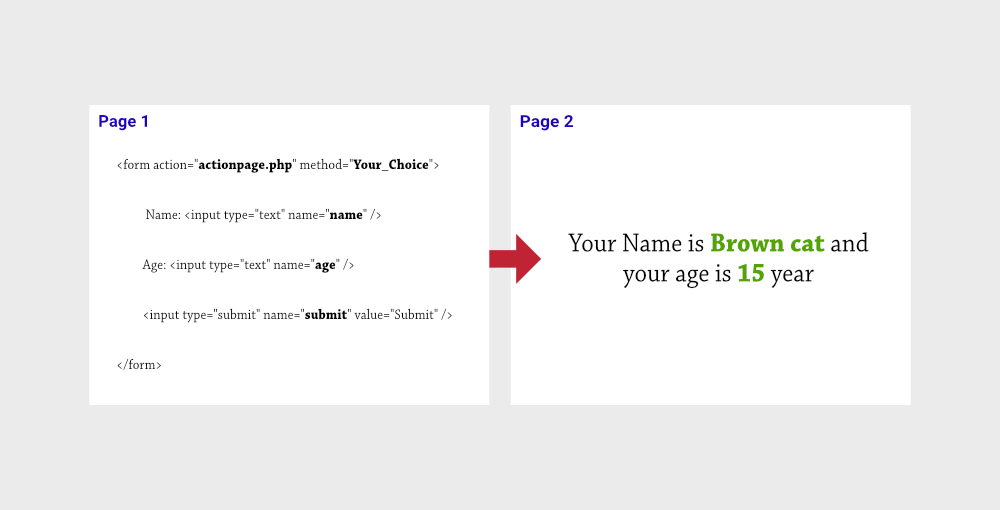 Page 1
<form action="actionpage.php" method="Your_Choice">
Name: <input type="text" name="name" />
Age: <input type="text" name="age" />
<input type="submit" name="submit" value="Submit" />
</form>
Page 2
Your Name is Brown cat and
your age is 15 year